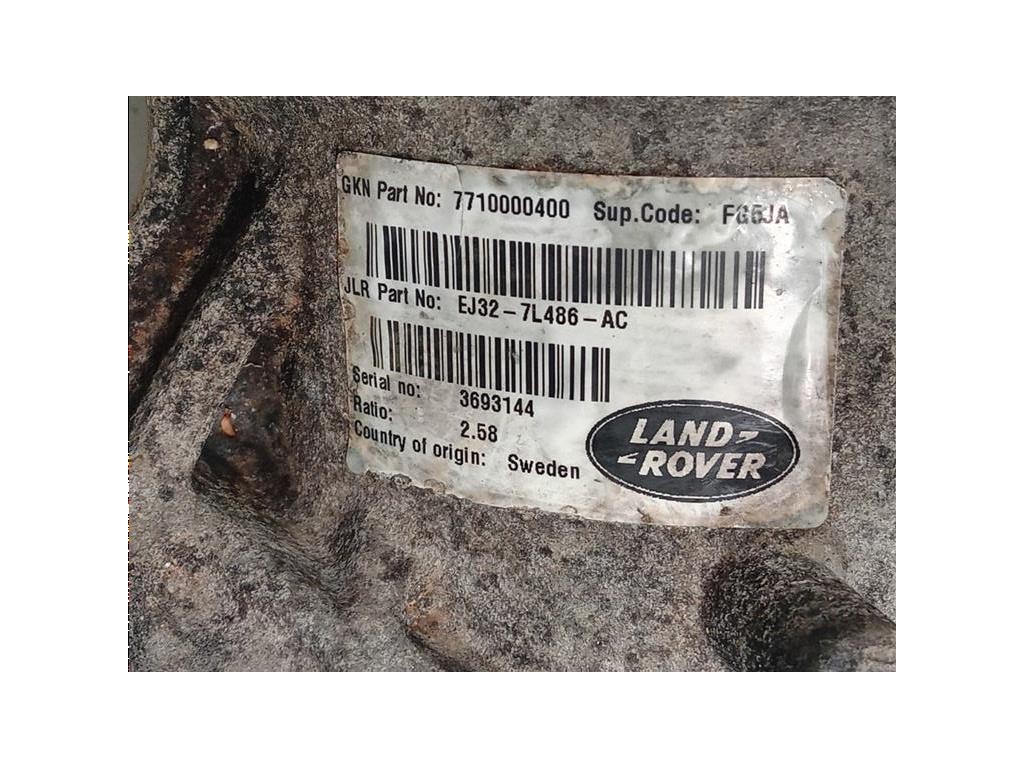 GKN Part No: 7710000400 Sup.Code: FG5JA
JLR Part No: EJ32-7L486-AC
Serial no: 3693144
Ratio: 2.58
Country of origin: Sweden
LAND-
-ROVER